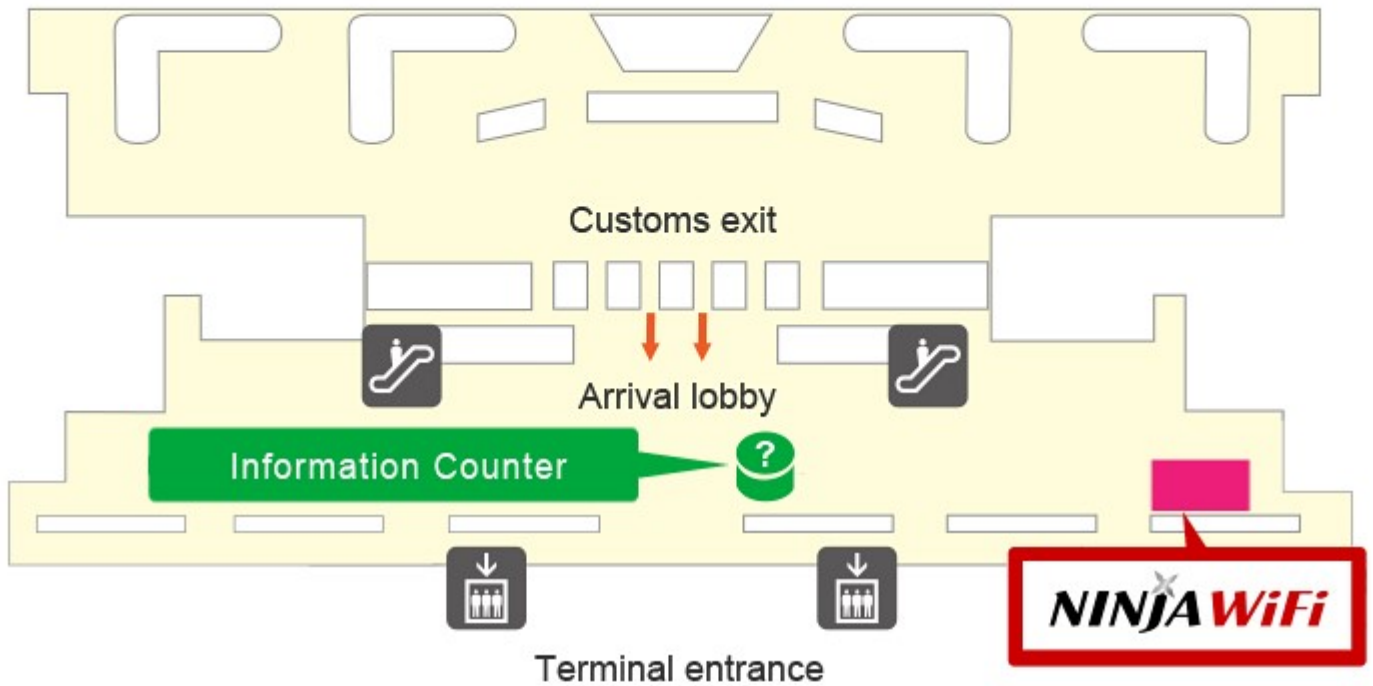 Customs exit
Arrival lobby
Information Counter
?
NINJA WiFi
Terminal entrance